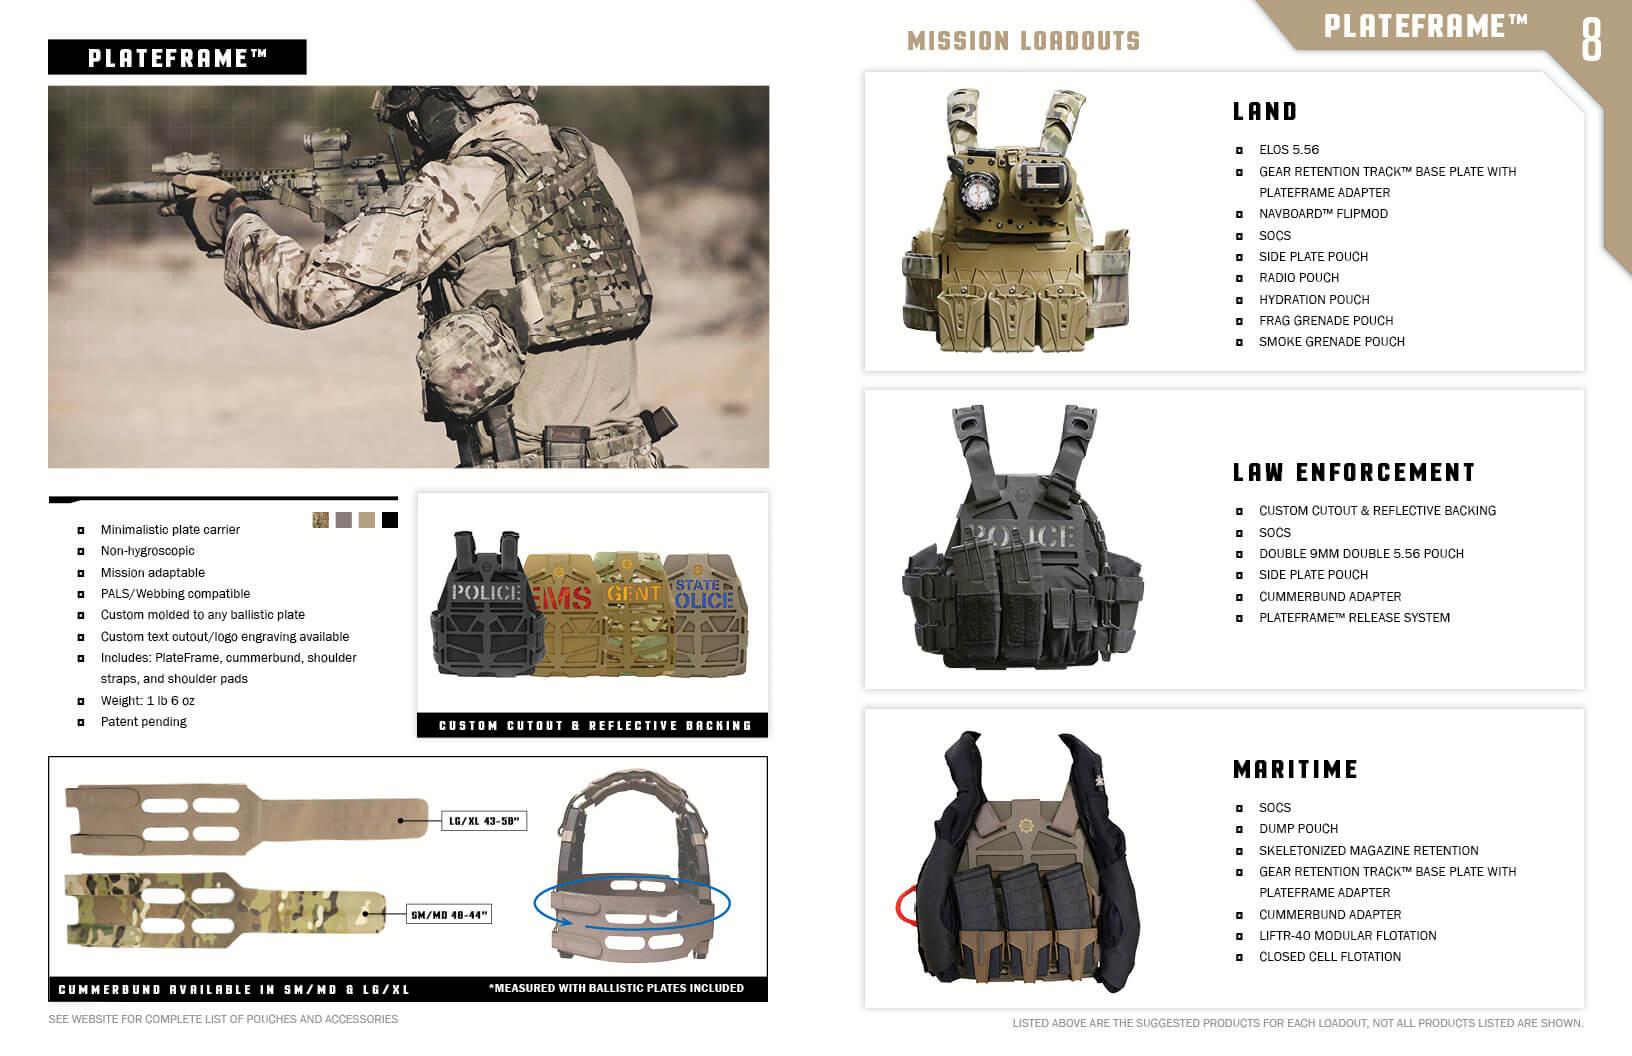 PLATEFRAME™
Minimalistic plate carrier
Non-hygroscopic
Mission adaptable
PALS/Webbing compatible
Custom molded to any ballistic plate
Custom text cutout/logo engraving available
Includes: PlateFrame, cummerbund, shoulder
straps, and shoulder pads
Weight: 1 lb 6 oz
Patent pending
POLICE
EMS
GENT
STATE
OLICE
CUSTOM CUTOUT & REFLECTIVE BACKING
LG/XL 43-50"
SM/MD 40-44"
CUMMERBUND AVAILABLE IN SM/MD & LG/XL
*MEASURED WITH BALLISTIC PLATES INCLUDED
SEE WEBSITE FOR COMPLETE LIST OF POUCHES AND ACCESSORIES
MISSION LOADOUTS
PLATEFRAME™
8
LAND
ELOS 5.56
GEAR RETENTION TRACK™ BASE PLATE WITH
PLATEFRAME ADAPTER
NAVBOARD™ FLIPMOD
SOCS
SIDE PLATE POUCH
RADIO POUCH
HYDRATION POUCH
FRAG GRENADE POUCH
SMOKE GRENADE POUCH
POLICE
LAW ENFORCEMENT
CUSTOM CUTOUT & REFLECTIVE BACKING
SOCS
DOUBLE 9MM DOUBLE 5.56 POUCH
SIDE PLATE POUCH
CUMMERBUND ADAPTER
PLATEFRAME™ RELEASE SYSTEM
MARITIME
SOCS
DUMP POUCH
SKELETONIZED MAGAZINE RETENTION
GEAR RETENTION TRACK™ BASE PLATE WITH
PLATEFRAME ADAPTER
CUMMERBUND ADAPTER
LIFTR-40 MODULAR FLOTATION
CLOSED CELL FLOTATION
LISTED ABOVE ARE THE SUGGESTED PRODUCTS FOR EACH LOADOUT, NOT ALL PRODUCTS LISTED ARE SHOWN.